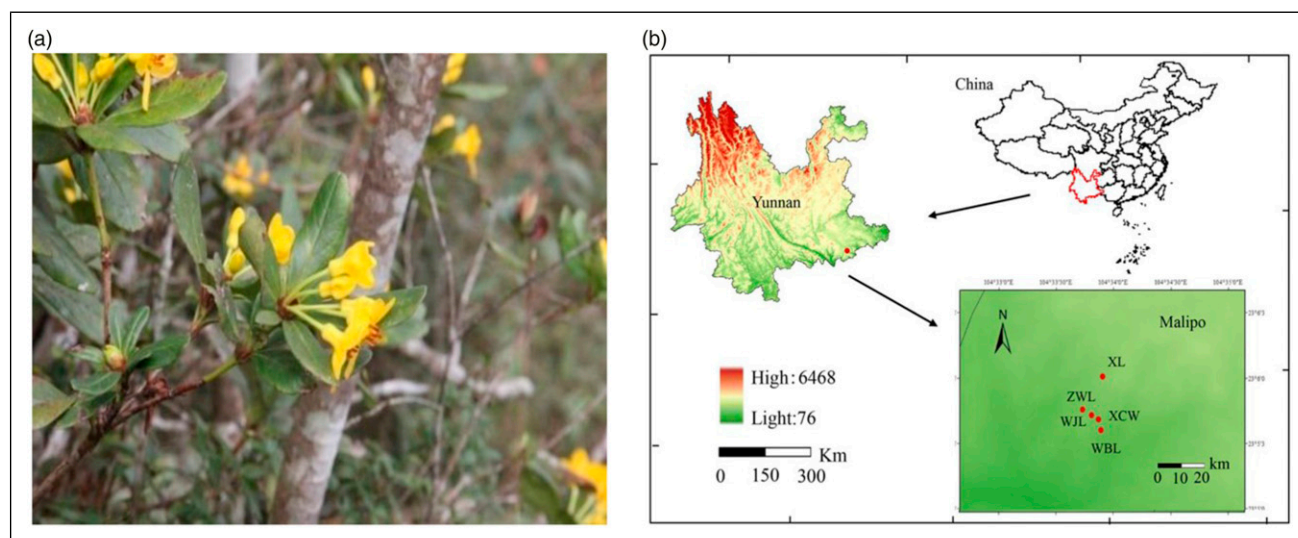 (a)
(b)
China
Yunnan
High:6468
Light:76
Km
0 150 300
N
Malipo
XL
ZWL
WJL XCW
WBL
km
0 10 20